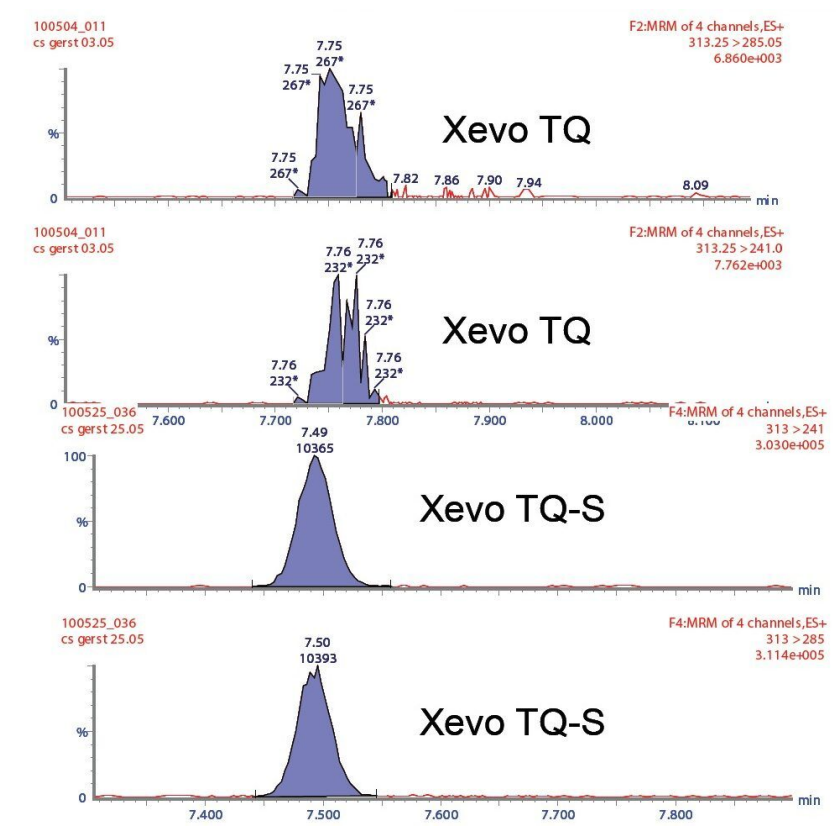 100504_011
cs gerst 03.05
F2:MRM of 4 channels,ES+
313.25 > 285.05
6.860e+003
7.75
267*
7.75
267*
7.75
267*
7.75
267*
7.82
7.86
7.90
7.94
8.09
%
0
min
Xevo TQ
100504_011
cs gerst 03.05
F2:MRM of 4 channels,ES+
313.25 > 241.0
7.762e+003
7.76
232*
7.76
232*
7.76
232*
7.76
232*
7.76
232*
%
0
Xevo TQ
7.600
7.700
7.800
7.900
8.000
8.100
100525_036
cs gerst 25.05
F4:MRM of 4 channels,ES+
313 > 241
3.030e+005
7.49
10365
100
%
0
min
Xevo TQ-S
100525_036
cs gerst 25.05
F4:MRM of 4 channels,ES+
313 > 285
3.114e+005
7.50
10393
%
0
min
Xevo TQ-S
7.400
7.500
7.600
7.700
7.800